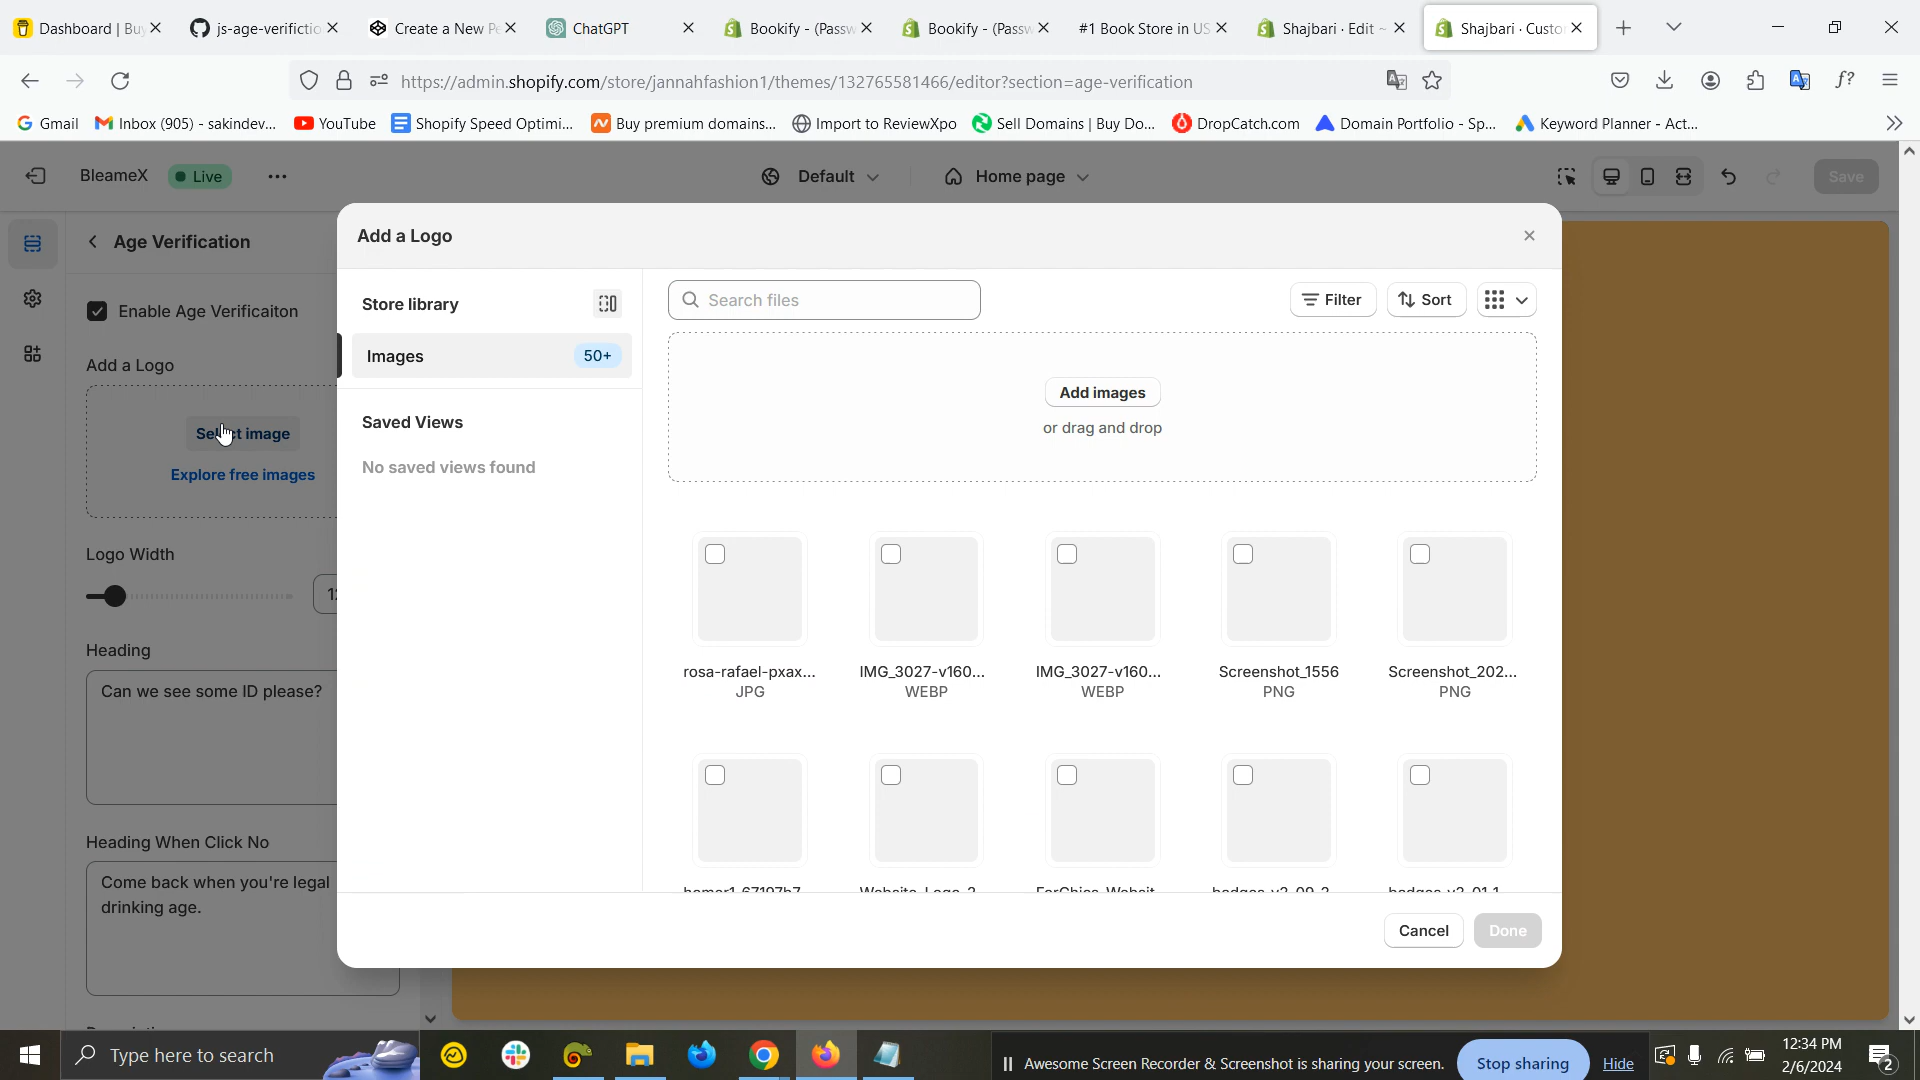 Dashboard | Bu
js-age-verifictio
Create a New Pe
ChatGPT
Bookify - (Passw
Bookify - (Passw
#1 Book Store in US
Shajbari · Edit ~
Shajbari · Custo
https://admin.shopify.com/store/jannahfashion1/themes/132765581466/editor?section=age-verification
Gmail
Inbox (905) - sakindev...
YouTube
Shopify Speed Optimi...
Buy premium domains...
Import to ReviewXpo
Sell Domains | Buy Do...
DropCatch.com
Domain Portfolio - Sp...
Keyword Planner - Act...
BleameX
Live
Default
Home page
Save
Age Verification
Enable Age Verificaiton
Add a Logo
Select image
Explore free images
Logo Width
Heading
Can we see some ID please?
Heading When Click No
Come back when you're legal
drinking age.
Add a Logo
Store library
Images
50+
Saved Views
No saved views found
Search files
Filter
Sort
Add images
or drag and drop
rosa-rafael-pxax...
JPG
IMG_3027-v160...
WEBP
IMG_3027-v160...
WEBP
Screenshot_1556
PNG
Screenshot_202...
PNG
Cancel
Done
Type here to search
Awesome Screen Recorder & Screenshot is sharing your screen.
Stop sharing
Hide
12:34 PM
2/6/2024
2